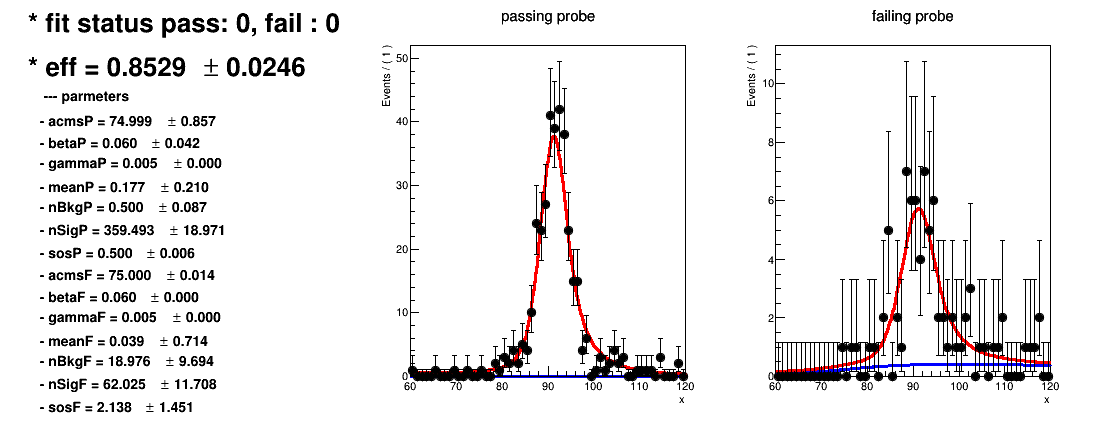 * fit status pass: 0, fail : 0
* eff = 0.8529 ± 0.0246
--- parmeters
- acmsP = 74.999 ± 0.857
- betaP = 0.060 ± 0.042
- gammaP = 0.005 ± 0.000
- meanP = 0.177 ± 0.210
- nBkgP = 0.500 ± 0.087
- nSigP = 359.493 ± 18.971
- sosP = 0.500 ± 0.006
- acmsF = 75.000 ± 0.014
- betaF = 0.060 ± 0.000
- gammaF = 0.005 ± 0.000
- meanF = 0.039 ± 0.714
- nBkgF = 18.976 ± 9.694
- nSigF = 62.025 ± 11.708
- sosF = 2.138 ± 1.451
passing probe
Events / ( 1 )
50
40
30
20
10
0
60 70 80 90 100 110 120
x
failing probe
Events / ( 1 )
10
8
6
4
2
0
60 70 80 90 100 110 120
x